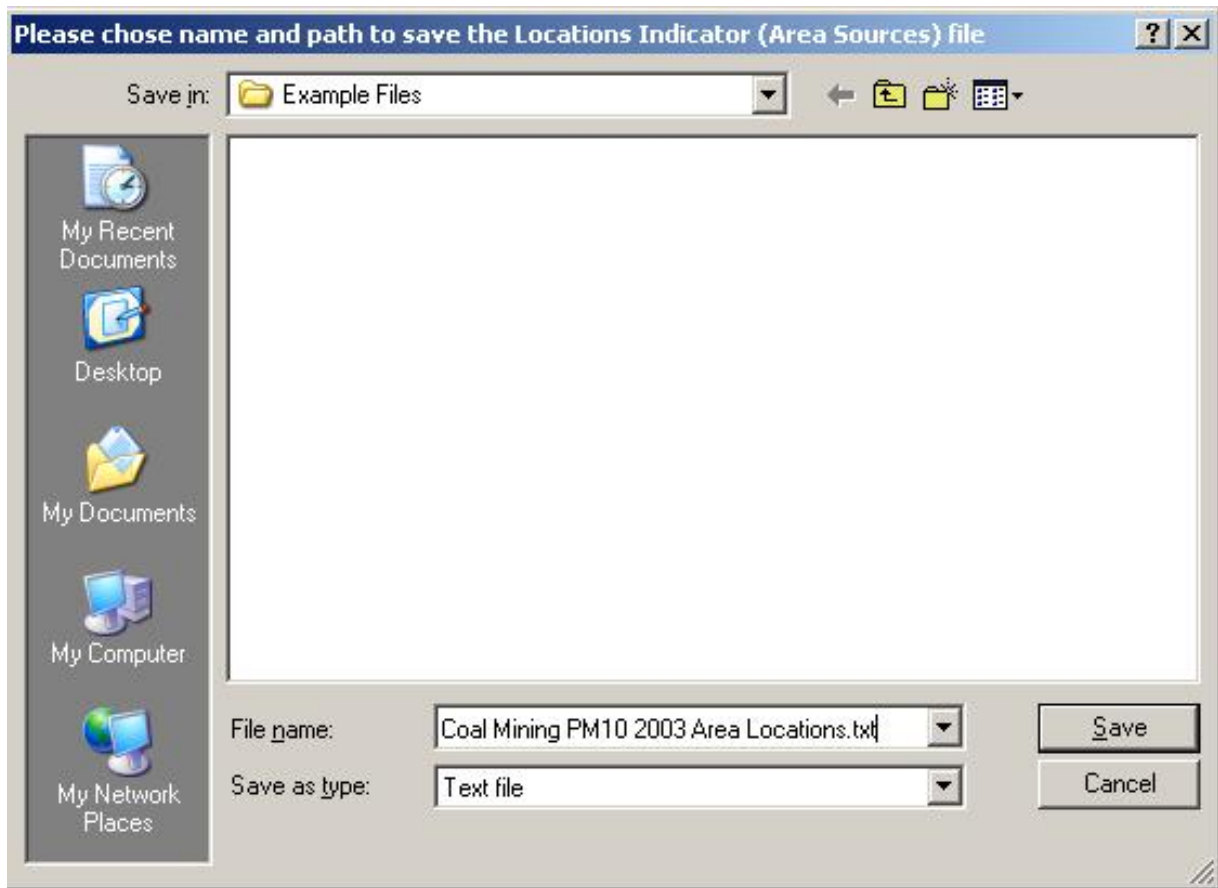 Please chose name and path to save the Locations Indicator (Area Sources) file
Save in:
Example Files
My Recent
Documents
Desktop
My Documents
My Computer
My Network
Places
File name:
Coal Mining PM10 2003 Area Locations.txt
Save
Save as type:
Text file
Cancel